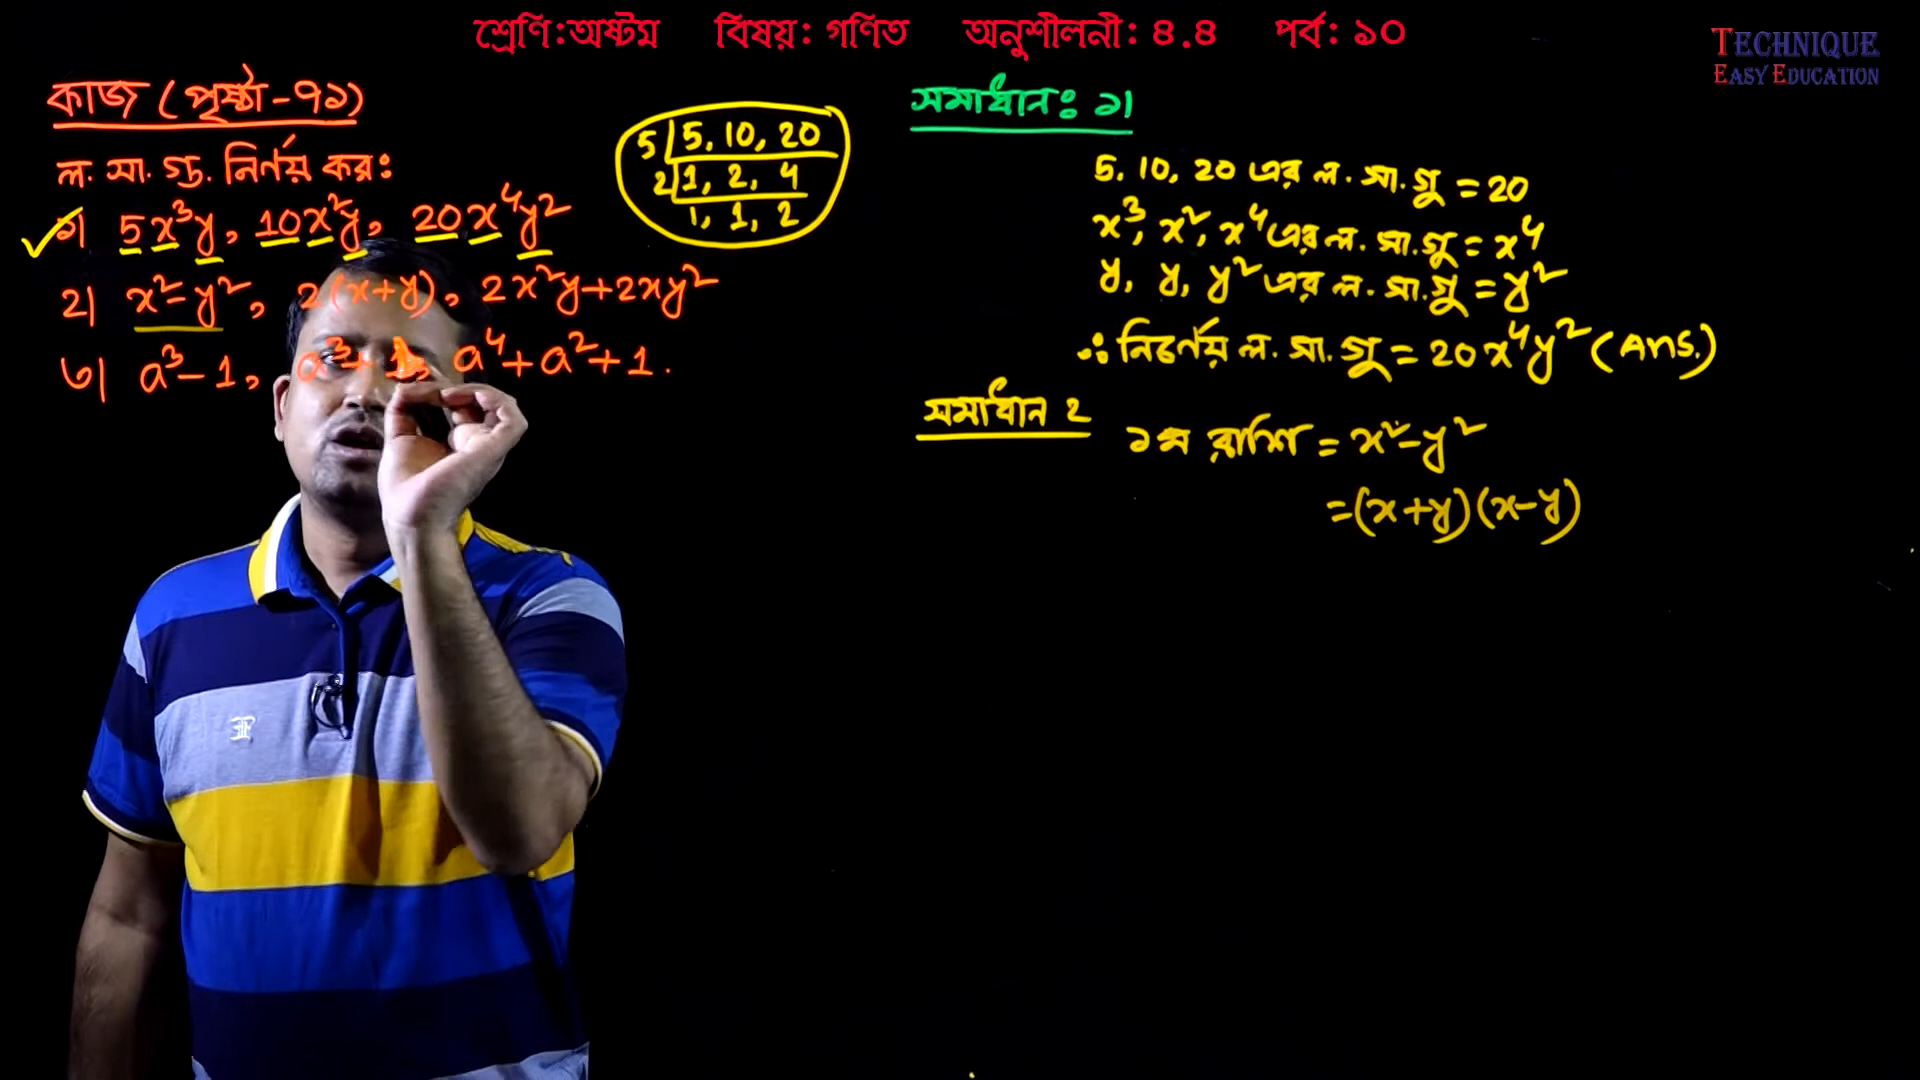 শ্রেণি:অষ্টম বিষয়: গণিত অনুশীলনী: ৪.৪ পর্ব: ১০
TECHNIQUE
EASY EDUCATION
কাজ (পৃষ্ঠা-৭১)
ল. সা. গু. নির্ণয় কর:
১। 5x³y, 10x²y, 20x⁴y²
২। x²-y², 2(x+y), 2x²y+2xy²
৩। a³-1, a³+1, a⁴+a²+1.
5 | 5, 10, 20
2 | 1, 2, 4
1, 1, 2
সমাধানঃ ১।
5, 10, 20 এর ল. সা. গু = 20
x³, x², x⁴ এর ল. সা. গু = x⁴
y, y, y² এর ল. সা. গু = y²
∴ নির্ণেয় ল. সা. গু = 20x⁴y² (Ans.)
সমাধান ২
১ম রাশি = x²-y²
=(x+y)(x-y)